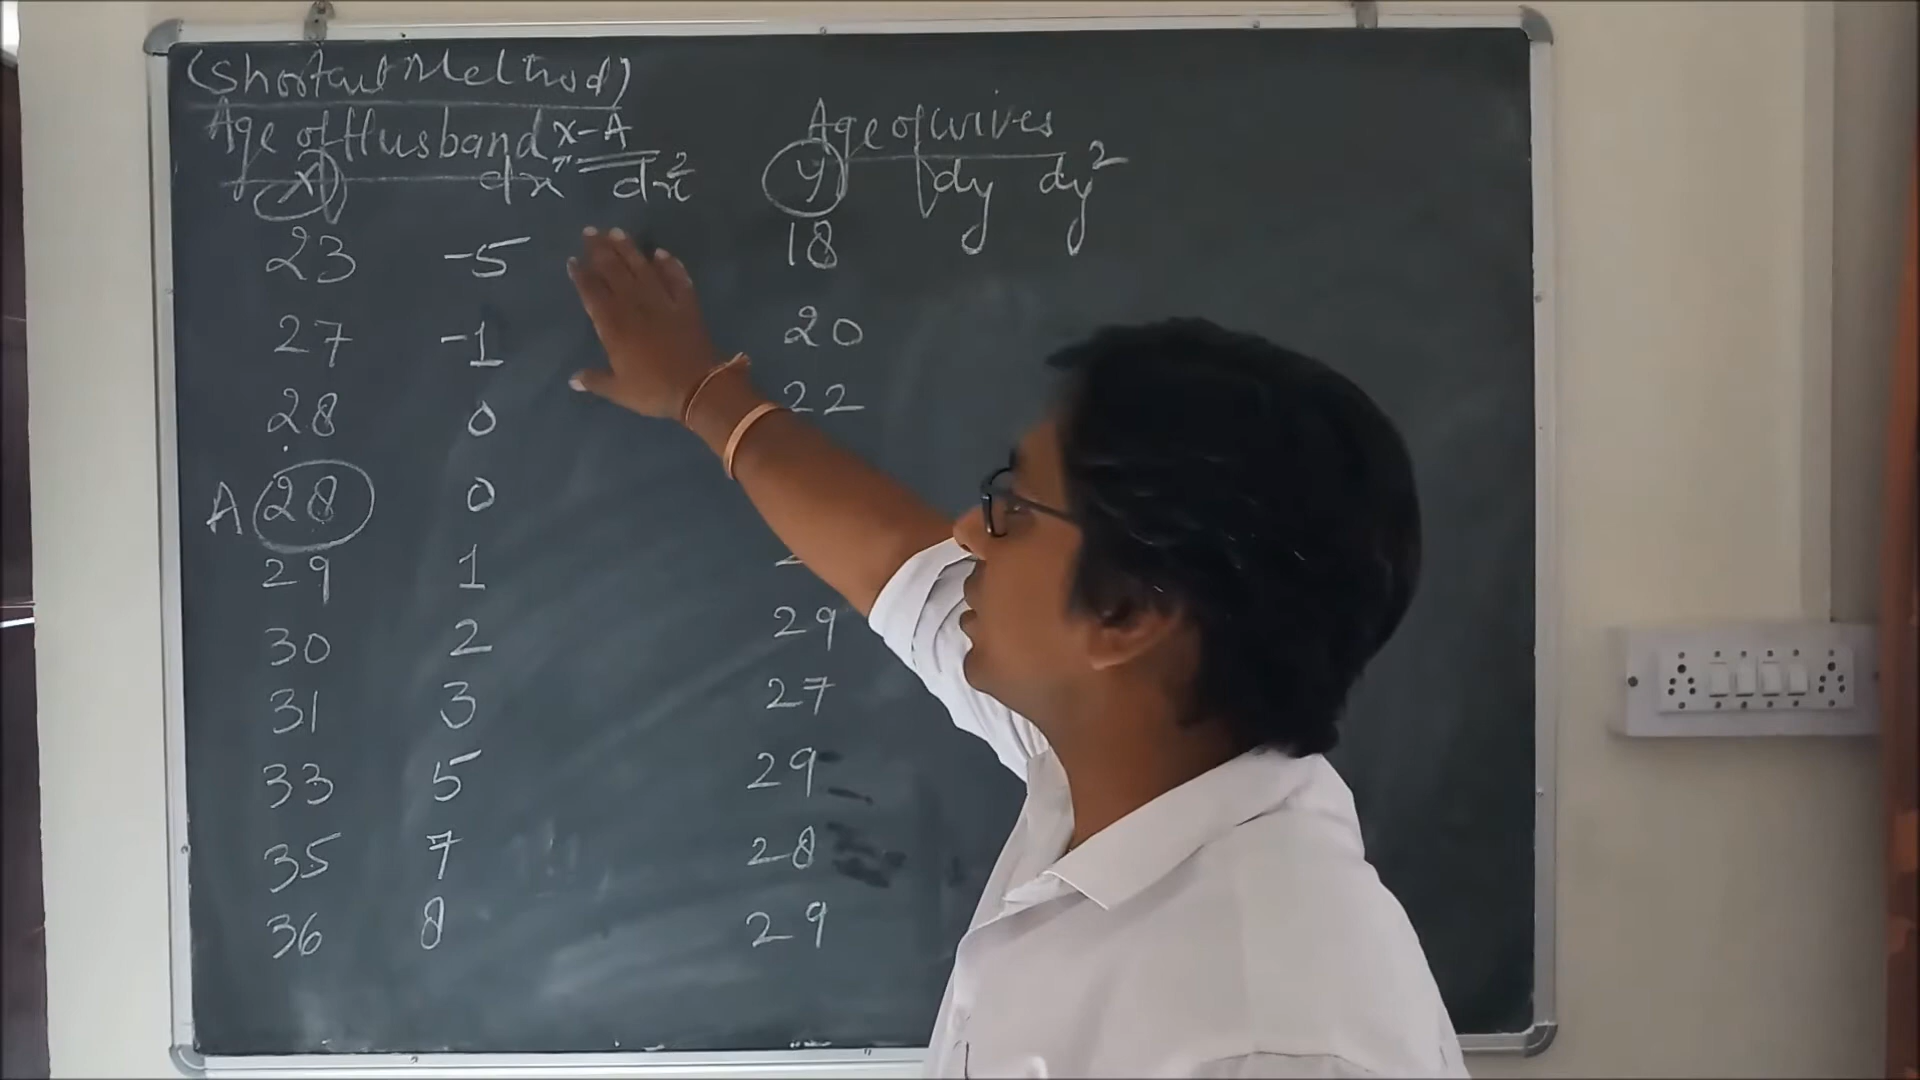 (Shortcut Method)
Age of Husband x-A Age of wives
x dx dx² y dy dy²
23 -5 18
27 -1 20
28 0 22
A 28 0
29 1 2
30 2 29
31 3 27
33 5 29
35 7 28
36 8 29